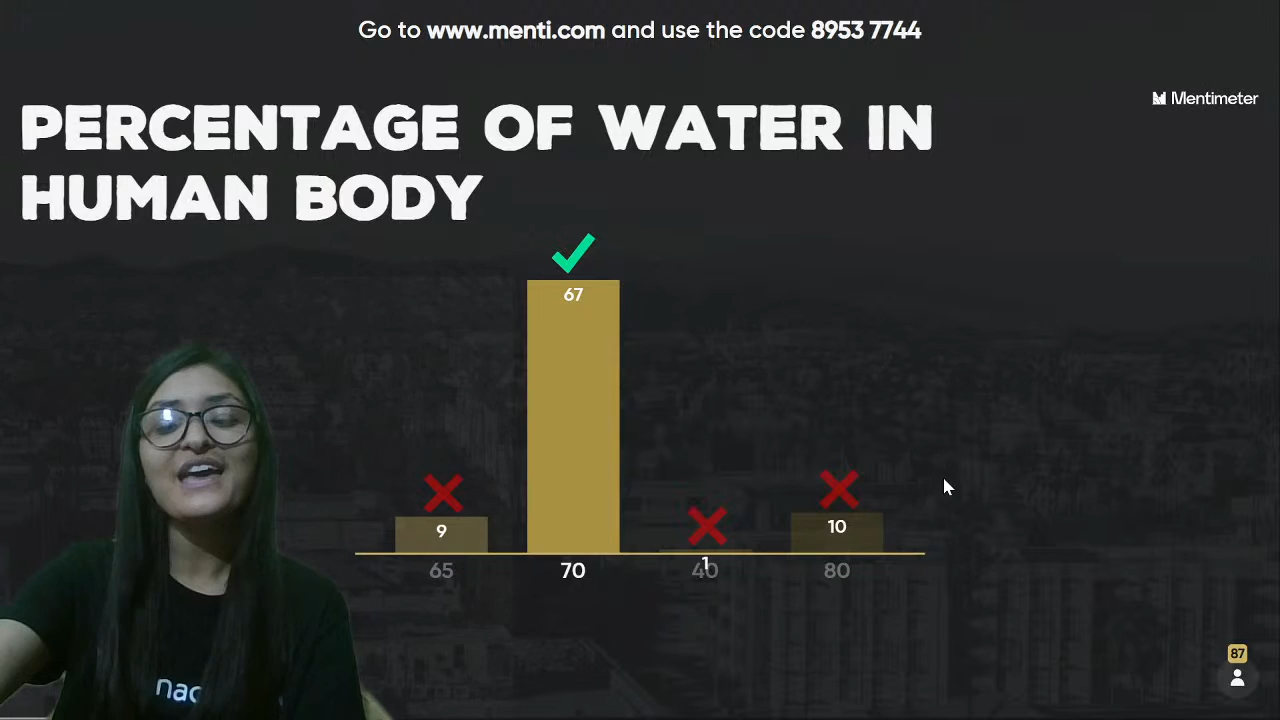 Go to www.menti.com and use the code 8953 7744
Mentimeter
PERCENTAGE OF WATER IN
HUMAN BODY
67
9
1
10
65
70
40
80
87